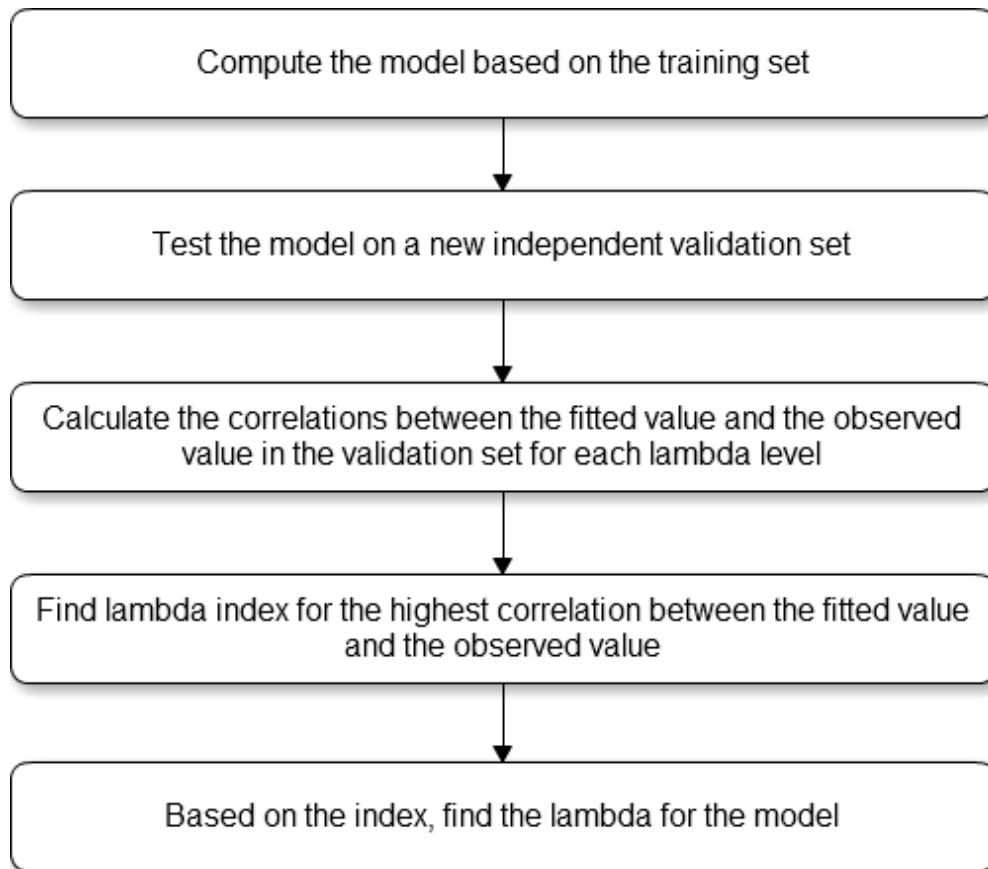 Compute the model based on the training set
Test the model on a new independent validation set
Calculate the correlations between the fitted value and the observed
value in the validation set for each lambda level
Find lambda index for the highest correlation between the fitted value
and the observed value
Based on the index, find the lambda for the model